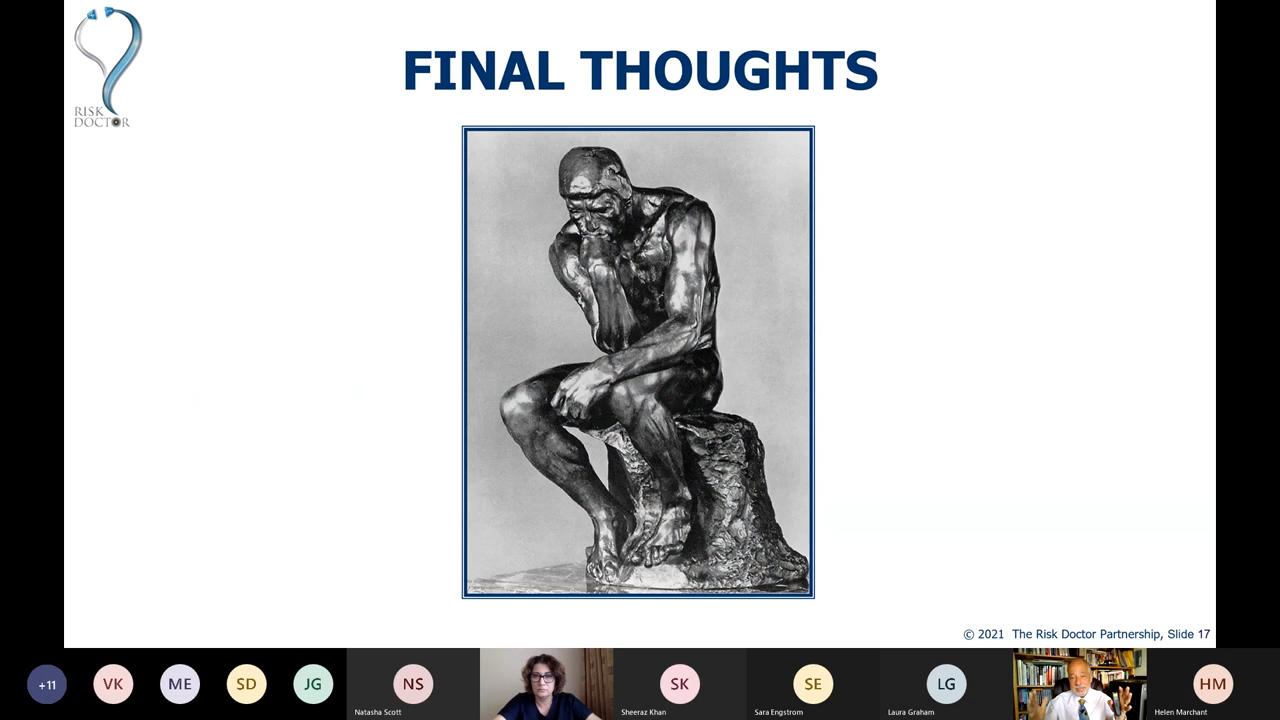 RISK
DOCTOR
FINAL THOUGHTS
© 2021 The Risk Doctor Partnership, Slide 17
+11
VK
ME
SD
JG
NS
Natasha Scott
SK
Sheeraz Khan
SE
Sara Engstrom
LG
Laura Graham
HM
Helen Marchant